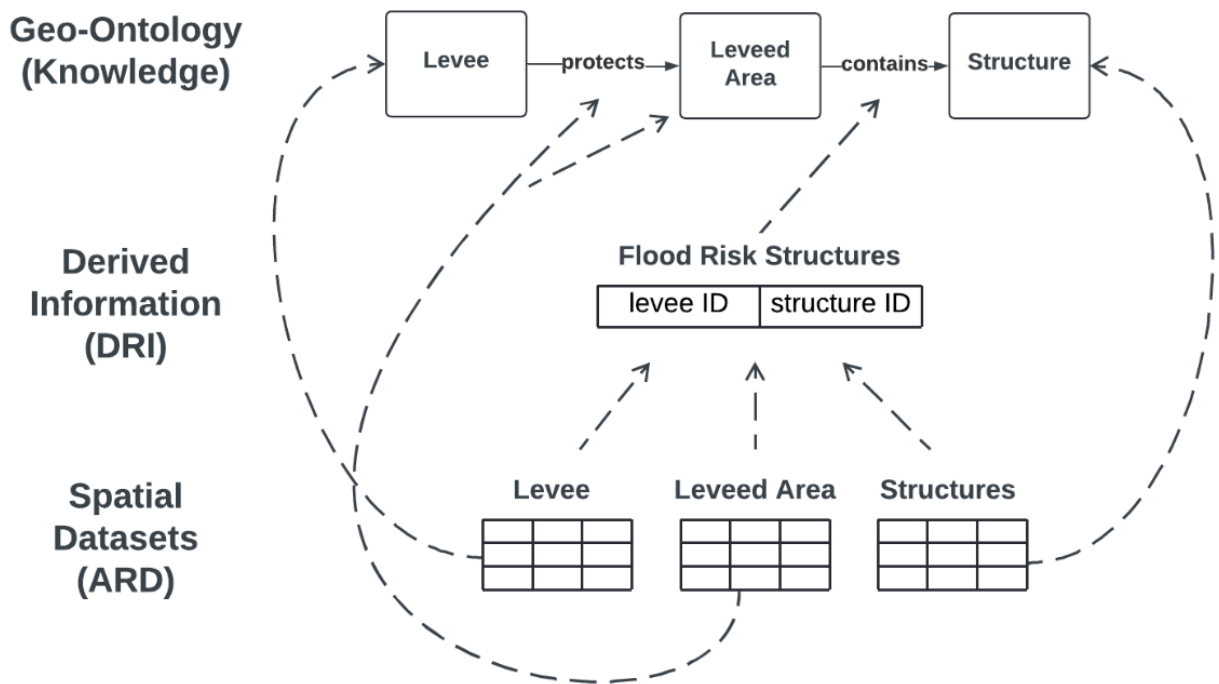 Geo-Ontology
(Knowledge)
Levee
protects
Leveed
Area
contains
Structure
Derived
Information
(DRI)
Flood Risk Structures
levee ID
structure ID
Spatial
Datasets
(ARD)
Levee
Leveed Area
Structures